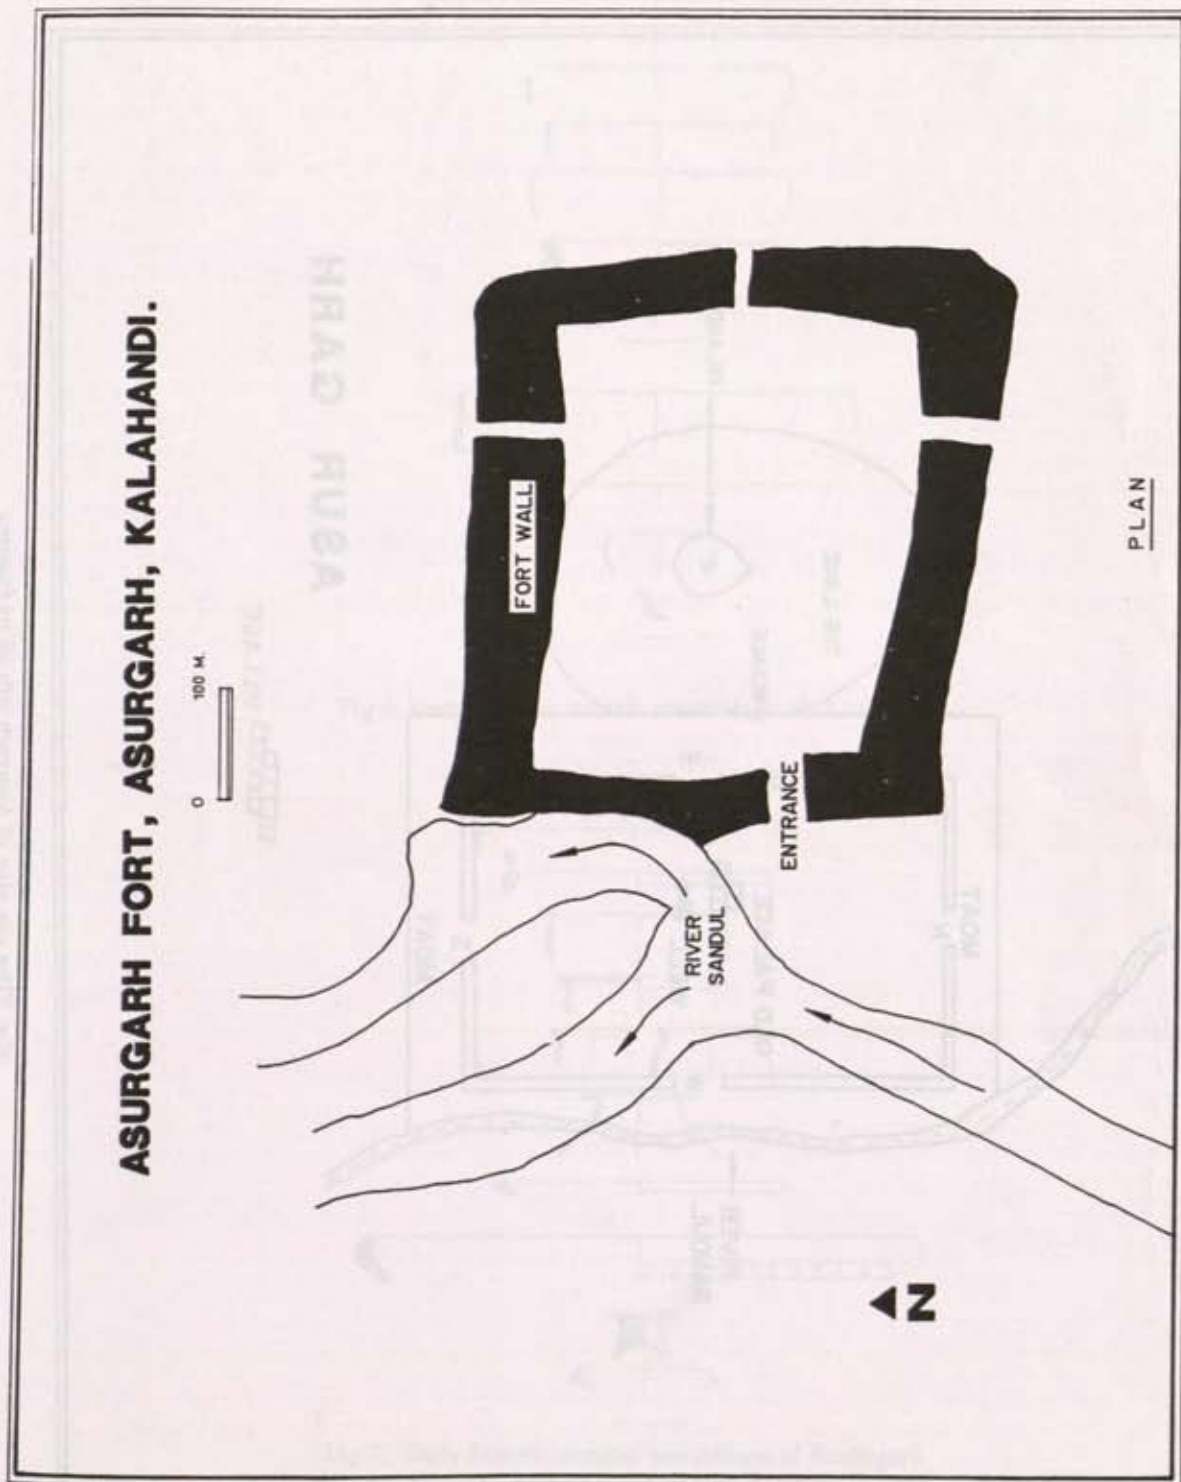 ASURGARH FORT, ASURGARH, KALAHANDI.
0 100 M.
FORT WALL
ENTRANCE
RIVER
SANDUL
N
PLAN